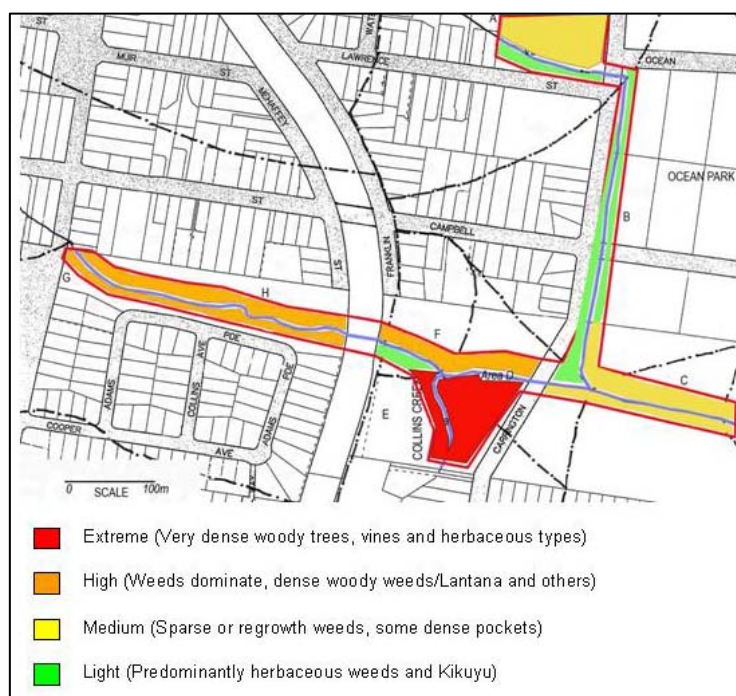 ST
MUIR
ST
WAT
LAWRENCE
ST
A
OCEAN
MEHAFFEY
ST
OCEAN PARK
B
CAMPBELL
FRANKLIN
ST
G
H
F
POE
AVE
COLLINS
ADAMS
POE
ADAMS
COOPER
AVE
Area D
C
E
COLLINS CREEK
CARRINGTON
0 SCALE 100m
Extreme (Very dense woody trees, vines and herbaceous types)
High (Weeds dominate, dense woody weeds/Lantana and others)
Medium (Sparse or regrowth weeds, some dense pockets)
Light (Predominantly herbaceous weeds and Kikuyu)